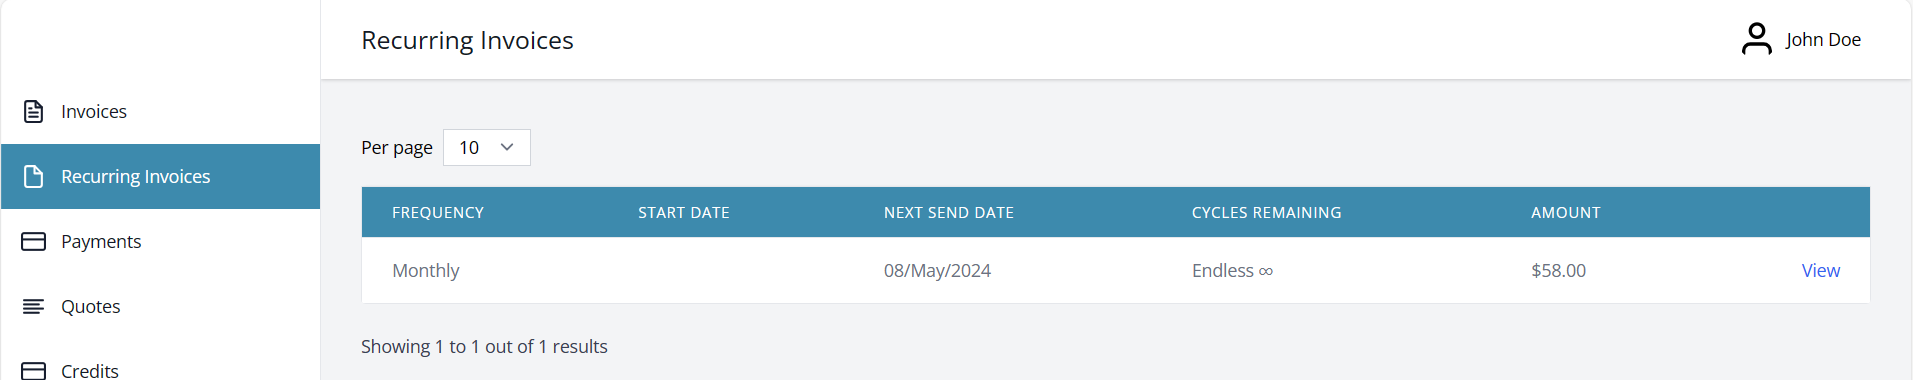 Recurring Invoices
John Doe
Invoices
Recurring Invoices
Payments
Quotes
Credits
Per page 10
FREQUENCY START DATE NEXT SEND DATE CYCLES REMAINING AMOUNT
Monthly 08/May/2024 Endless ∞ $58.00 View
Showing 1 to 1 out of 1 results